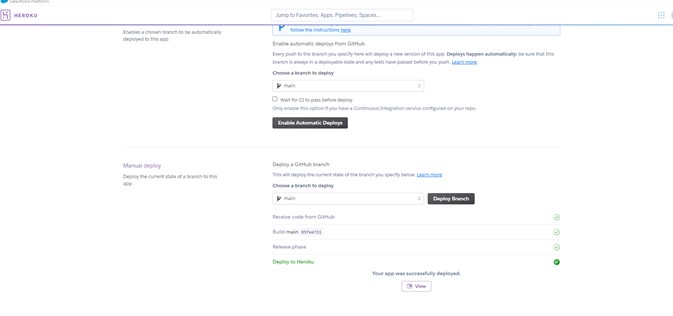 Salesforce Platform
HEROKU
Jump to Favorites, Apps, Pipelines, Spaces...
follow the instructions here.
Enables a chosen branch to be automatically
deployed to this app.
Enable automatic deploys from GitHub
Every push to the branch you specify here will deploy a new version of this app. Deploys happen automatically: be sure that this
branch is always in a deployable state and any tests have passed before you push. Learn more.
Choose a branch to deploy
main
Wait for CI to pass before deploy
Only enable this option if you have a Continuous Integration service configured on your repo.
Enable Automatic Deploys
Manual deploy
Deploy the current state of a branch to this
app.
Deploy a GitHub branch
This will deploy the current state of the branch you specify below. Learn more.
Choose a branch to deploy
main
Deploy Branch
Receive code from GitHub
Build main
Release phase
Deploy to Heroku
Your app was successfully deployed.
View